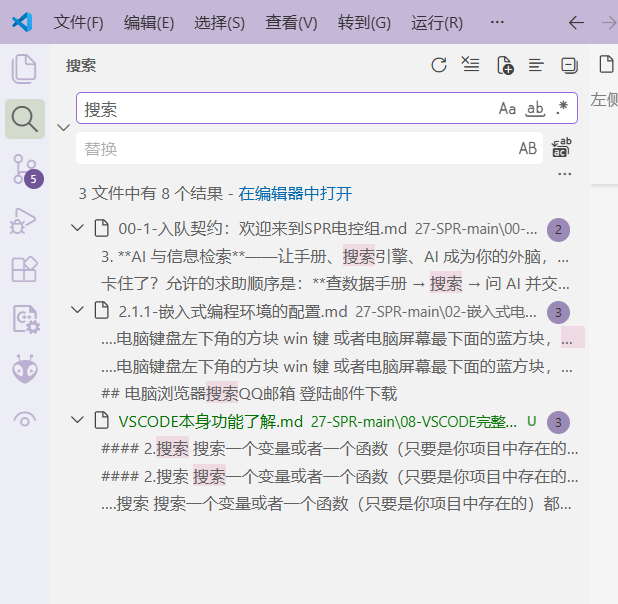 文件(F) 编辑(E) 选择(S) 查看(V) 转到(G) 运行(R) ···
搜索
搜索 Aa ab .*
左侧
替换 AB
3 文件中有 8 个结果 - 在编辑器中打开
00-1-入队契约：欢迎来到SPR电控组.md 27-SPR-main\00-... 2
3. **AI 与信息检索**——让手册、搜索引擎、AI 成为你的外脑，...
卡住了？允许的求助顺序是：**查数据手册 → 搜索 → 问 AI 并交...
2.1.1-嵌入式编程环境的配置.md 27-SPR-main\02-嵌入式电... 3
....电脑键盘左下角的方块 win 键 或者电脑屏幕最下面的蓝方块，...
....电脑键盘左下角的方块 win 键 或者电脑屏幕最下面的蓝方块，...
## 电脑浏览器搜索QQ邮箱 登陆邮件下载
VSCODE本身功能了解.md 27-SPR-main\08-VSCODE完整... U 3
#### 2.搜索 搜索一个变量或者一个函数（只要是你项目中存在的...
#### 2.搜索 搜索一个变量或者一个函数（只要是你项目中存在的...
....搜索 搜索一个变量或者一个函数（只要是你项目中存在的）都...
5